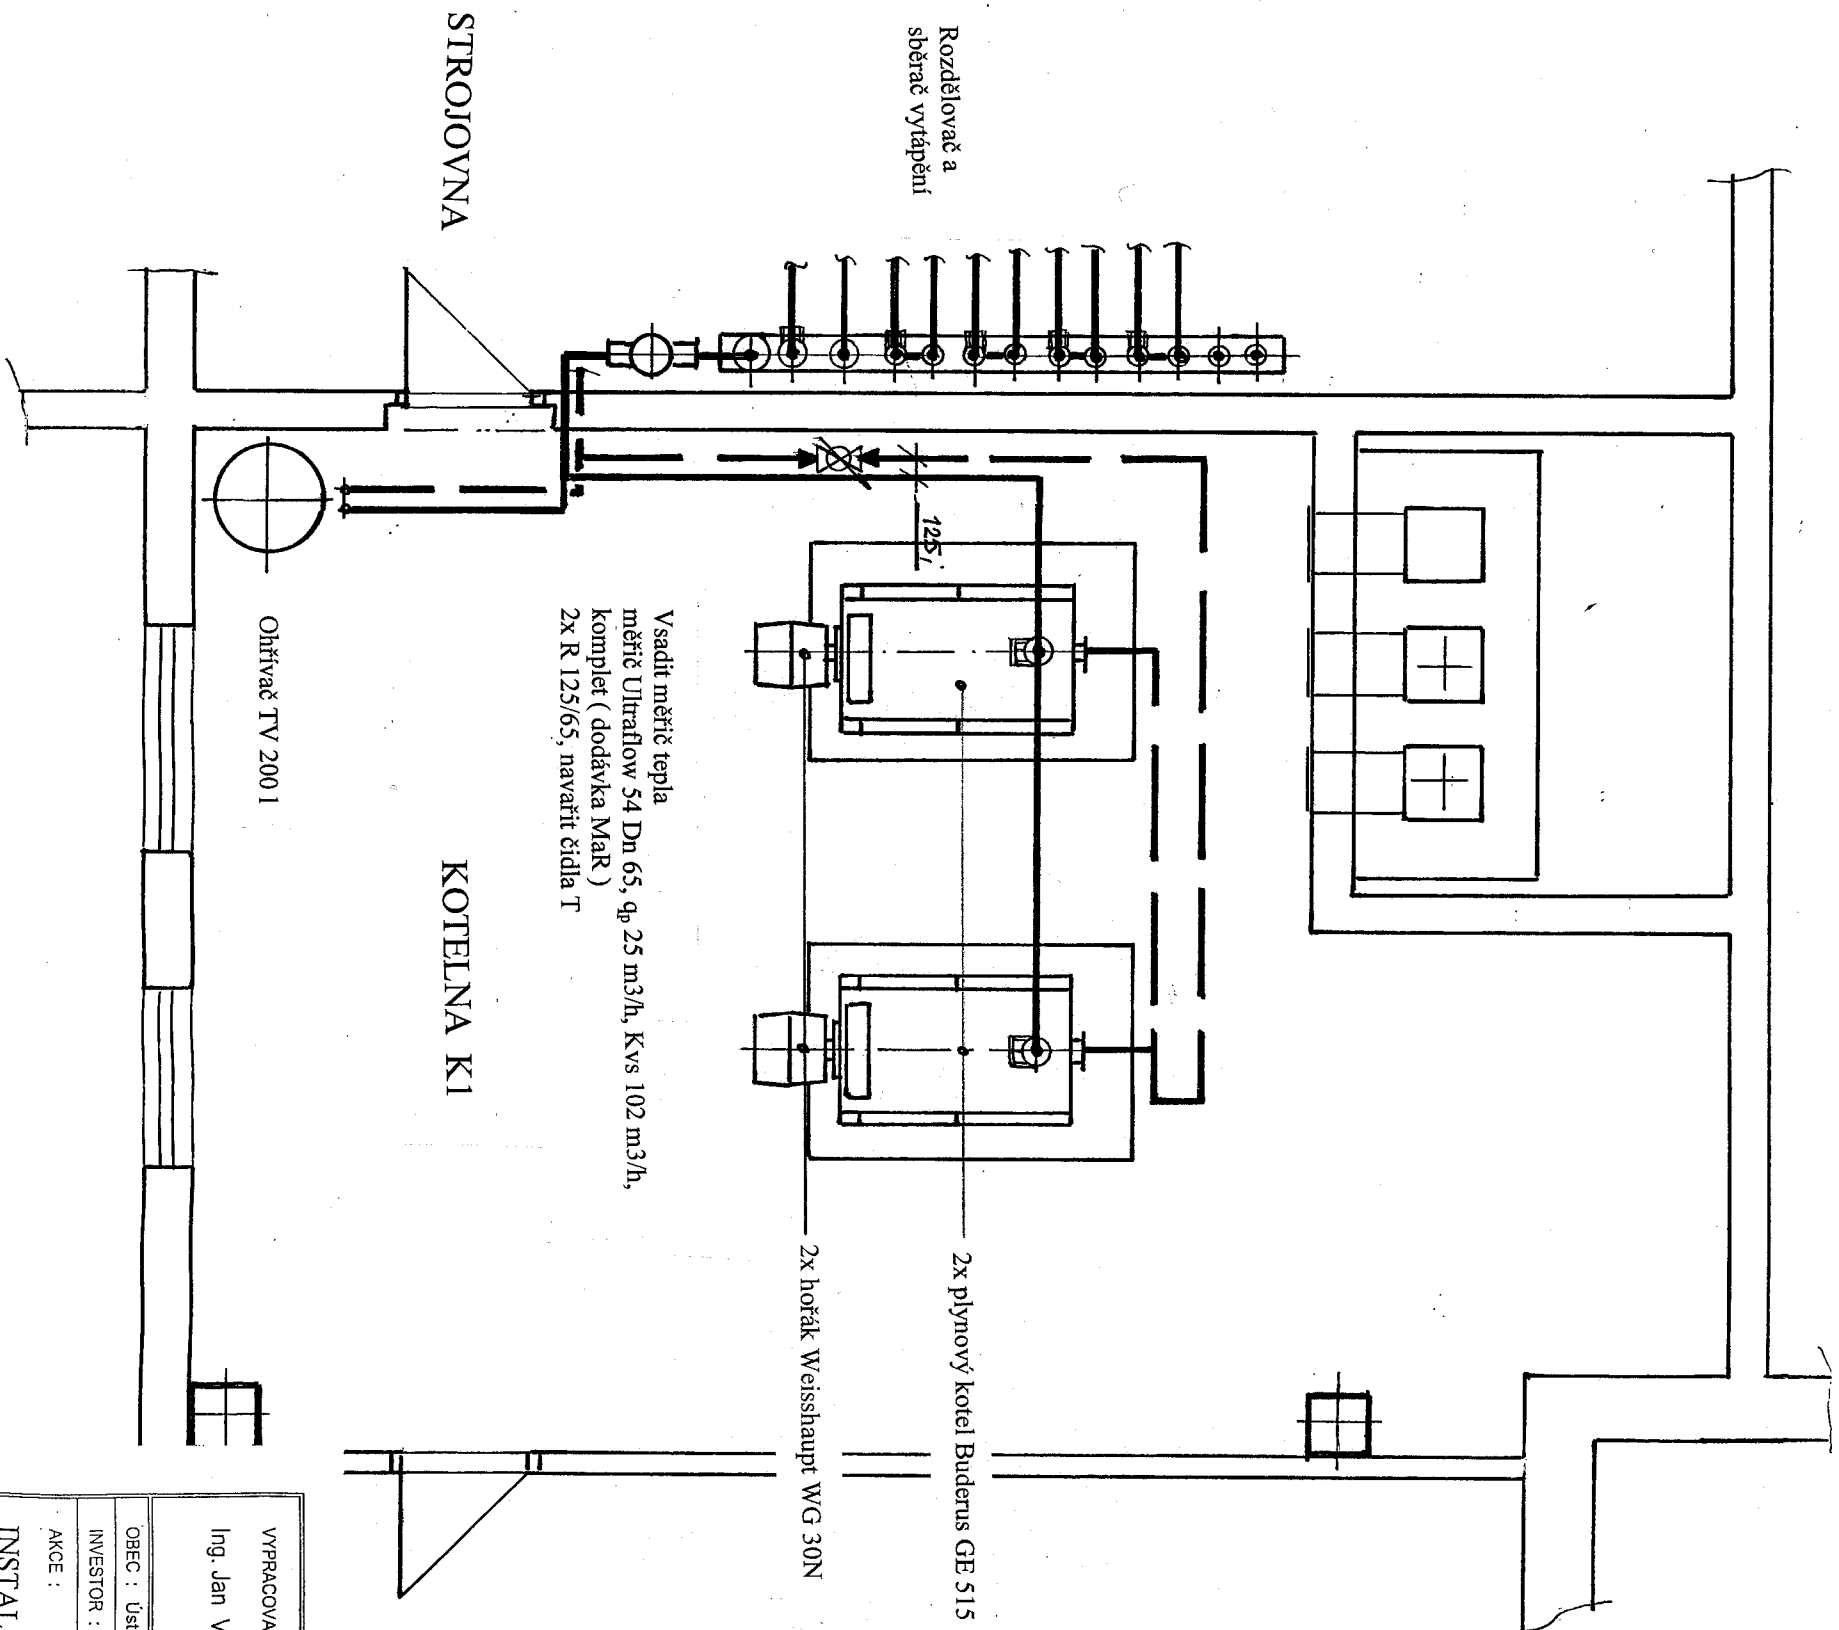 Rozdělovač a
sběrač vytápění
STROJOVNA
125
Vsadit měřič tepla
měřič Ultraflow 54 Dn 65, qp 25 m3/h, Kvs 102 m3/h,
komplet ( dodávka MaR )
2x R 125/65, navařit čidla T
Ohřívač TV 200 l
KOTELNA K1
2x plynový kotel Buderus GE 515
2x hořák Weisshaupt WG 30N
VYPRACOVA
Ing. Jan V
OBEC : Úst
INVESTOR :
AKCE :
INSTAL